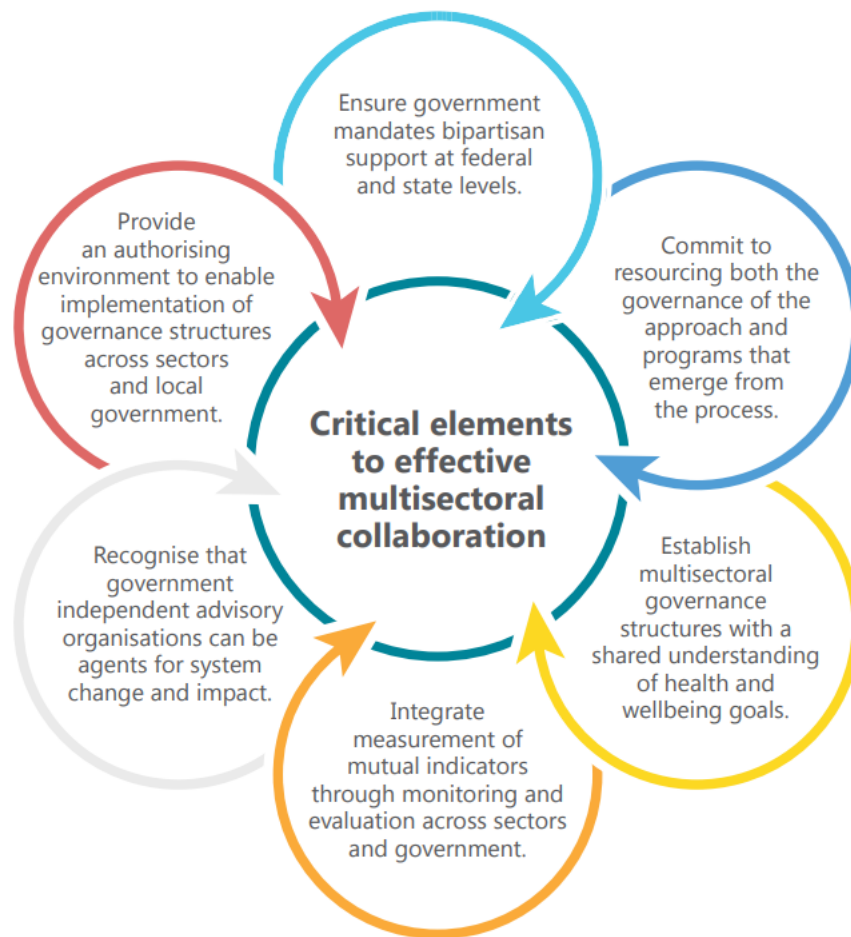 Ensure government
mandates bipartisan
support at federal
and state levels.
Commit to
resourcing both the
governance of the
approach and
programs that
emerge from
the process.
Establish
multisectoral
governance
structures with a
shared understanding
of health and
wellbeing goals.
Integrate
measurement of
mutual indicators
through monitoring and
evaluation across sectors
and government.
Recognise that
government
independent advisory
organisations can be
agents for system
change and impact.
Provide
an authorising
environment to enable
implementation of
governance structures
across sectors
and local
government.
Critical elements
to effective
multisectoral
collaboration